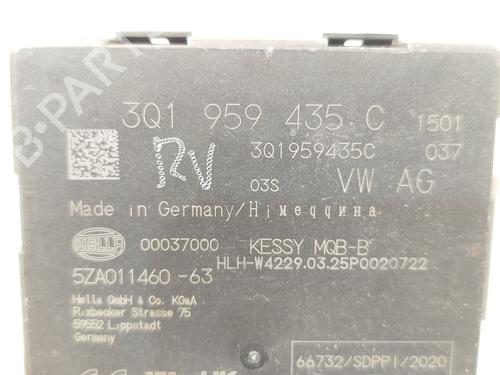 3Q1 959 435 C 1501
3Q1959435C 037
RV
03S VW AG
Made in Germany/Німеччина
HELLA 00037000 KESSY MQB-B
HLH-W4229.03.25P0020722
5ZA011460-63
Hella GmbH & Co. KGaA
Rixbecker Strasse 75
59552 Lippstadt
Germany
66732/SDPPI/2020
B-PARTS